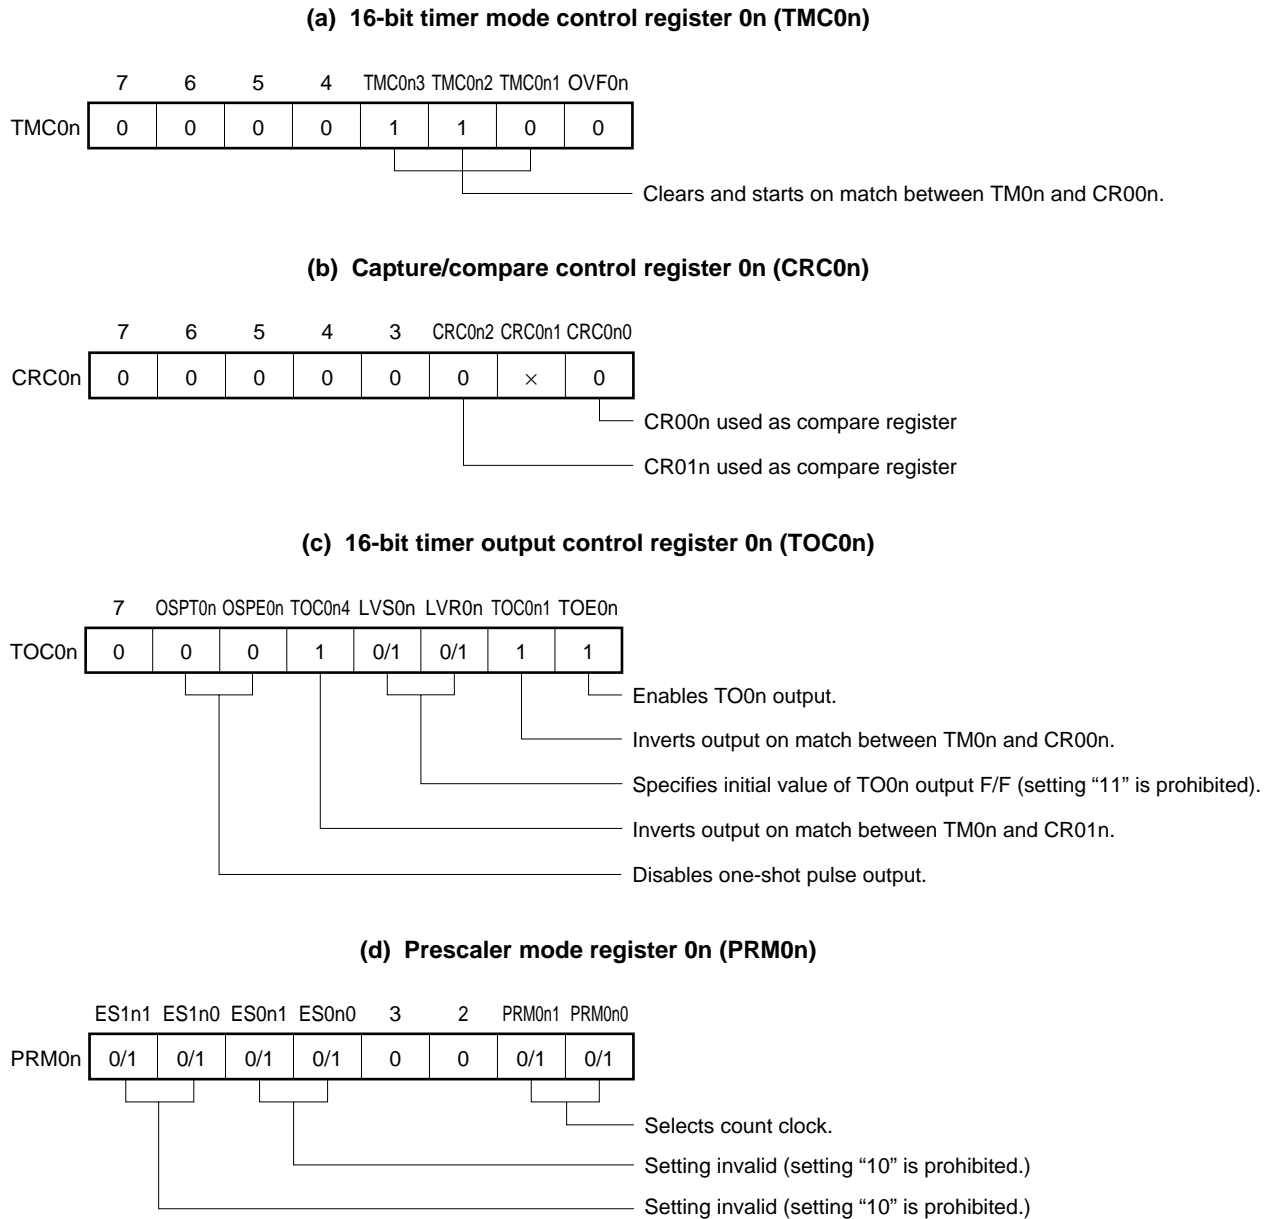 (a) 16-bit timer mode control register 0n (TMC0n)
7 6 5 4 TMC0n3 TMC0n2 TMC0n1 OVF0n
TMC0n 0 0 0 0 1 1 0 0
Clears and starts on match between TM0n and CR00n.
(b) Capture/compare control register 0n (CRC0n)
7 6 5 4 3 CRC0n2 CRC0n1 CRC0n0
CRC0n 0 0 0 0 0 0 × 0
CR00n used as compare register
CR01n used as compare register
(c) 16-bit timer output control register 0n (TOC0n)
7 OSPT0n OSPE0n TOC0n4 LVS0n LVR0n TOC0n1 TOE0n
TOC0n 0 0 0 1 0/1 0/1 1 1
Enables TO0n output.
Inverts output on match between TM0n and CR00n.
Specifies initial value of TO0n output F/F (setting “11” is prohibited).
Inverts output on match between TM0n and CR01n.
Disables one-shot pulse output.
(d) Prescaler mode register 0n (PRM0n)
ES1n1 ES1n0 ES0n1 ES0n0 3 2 PRM0n1 PRM0n0
PRM0n 0/1 0/1 0/1 0/1 0 0 0/1 0/1
Selects count clock.
Setting invalid (setting “10” is prohibited.)
Setting invalid (setting “10” is prohibited.)